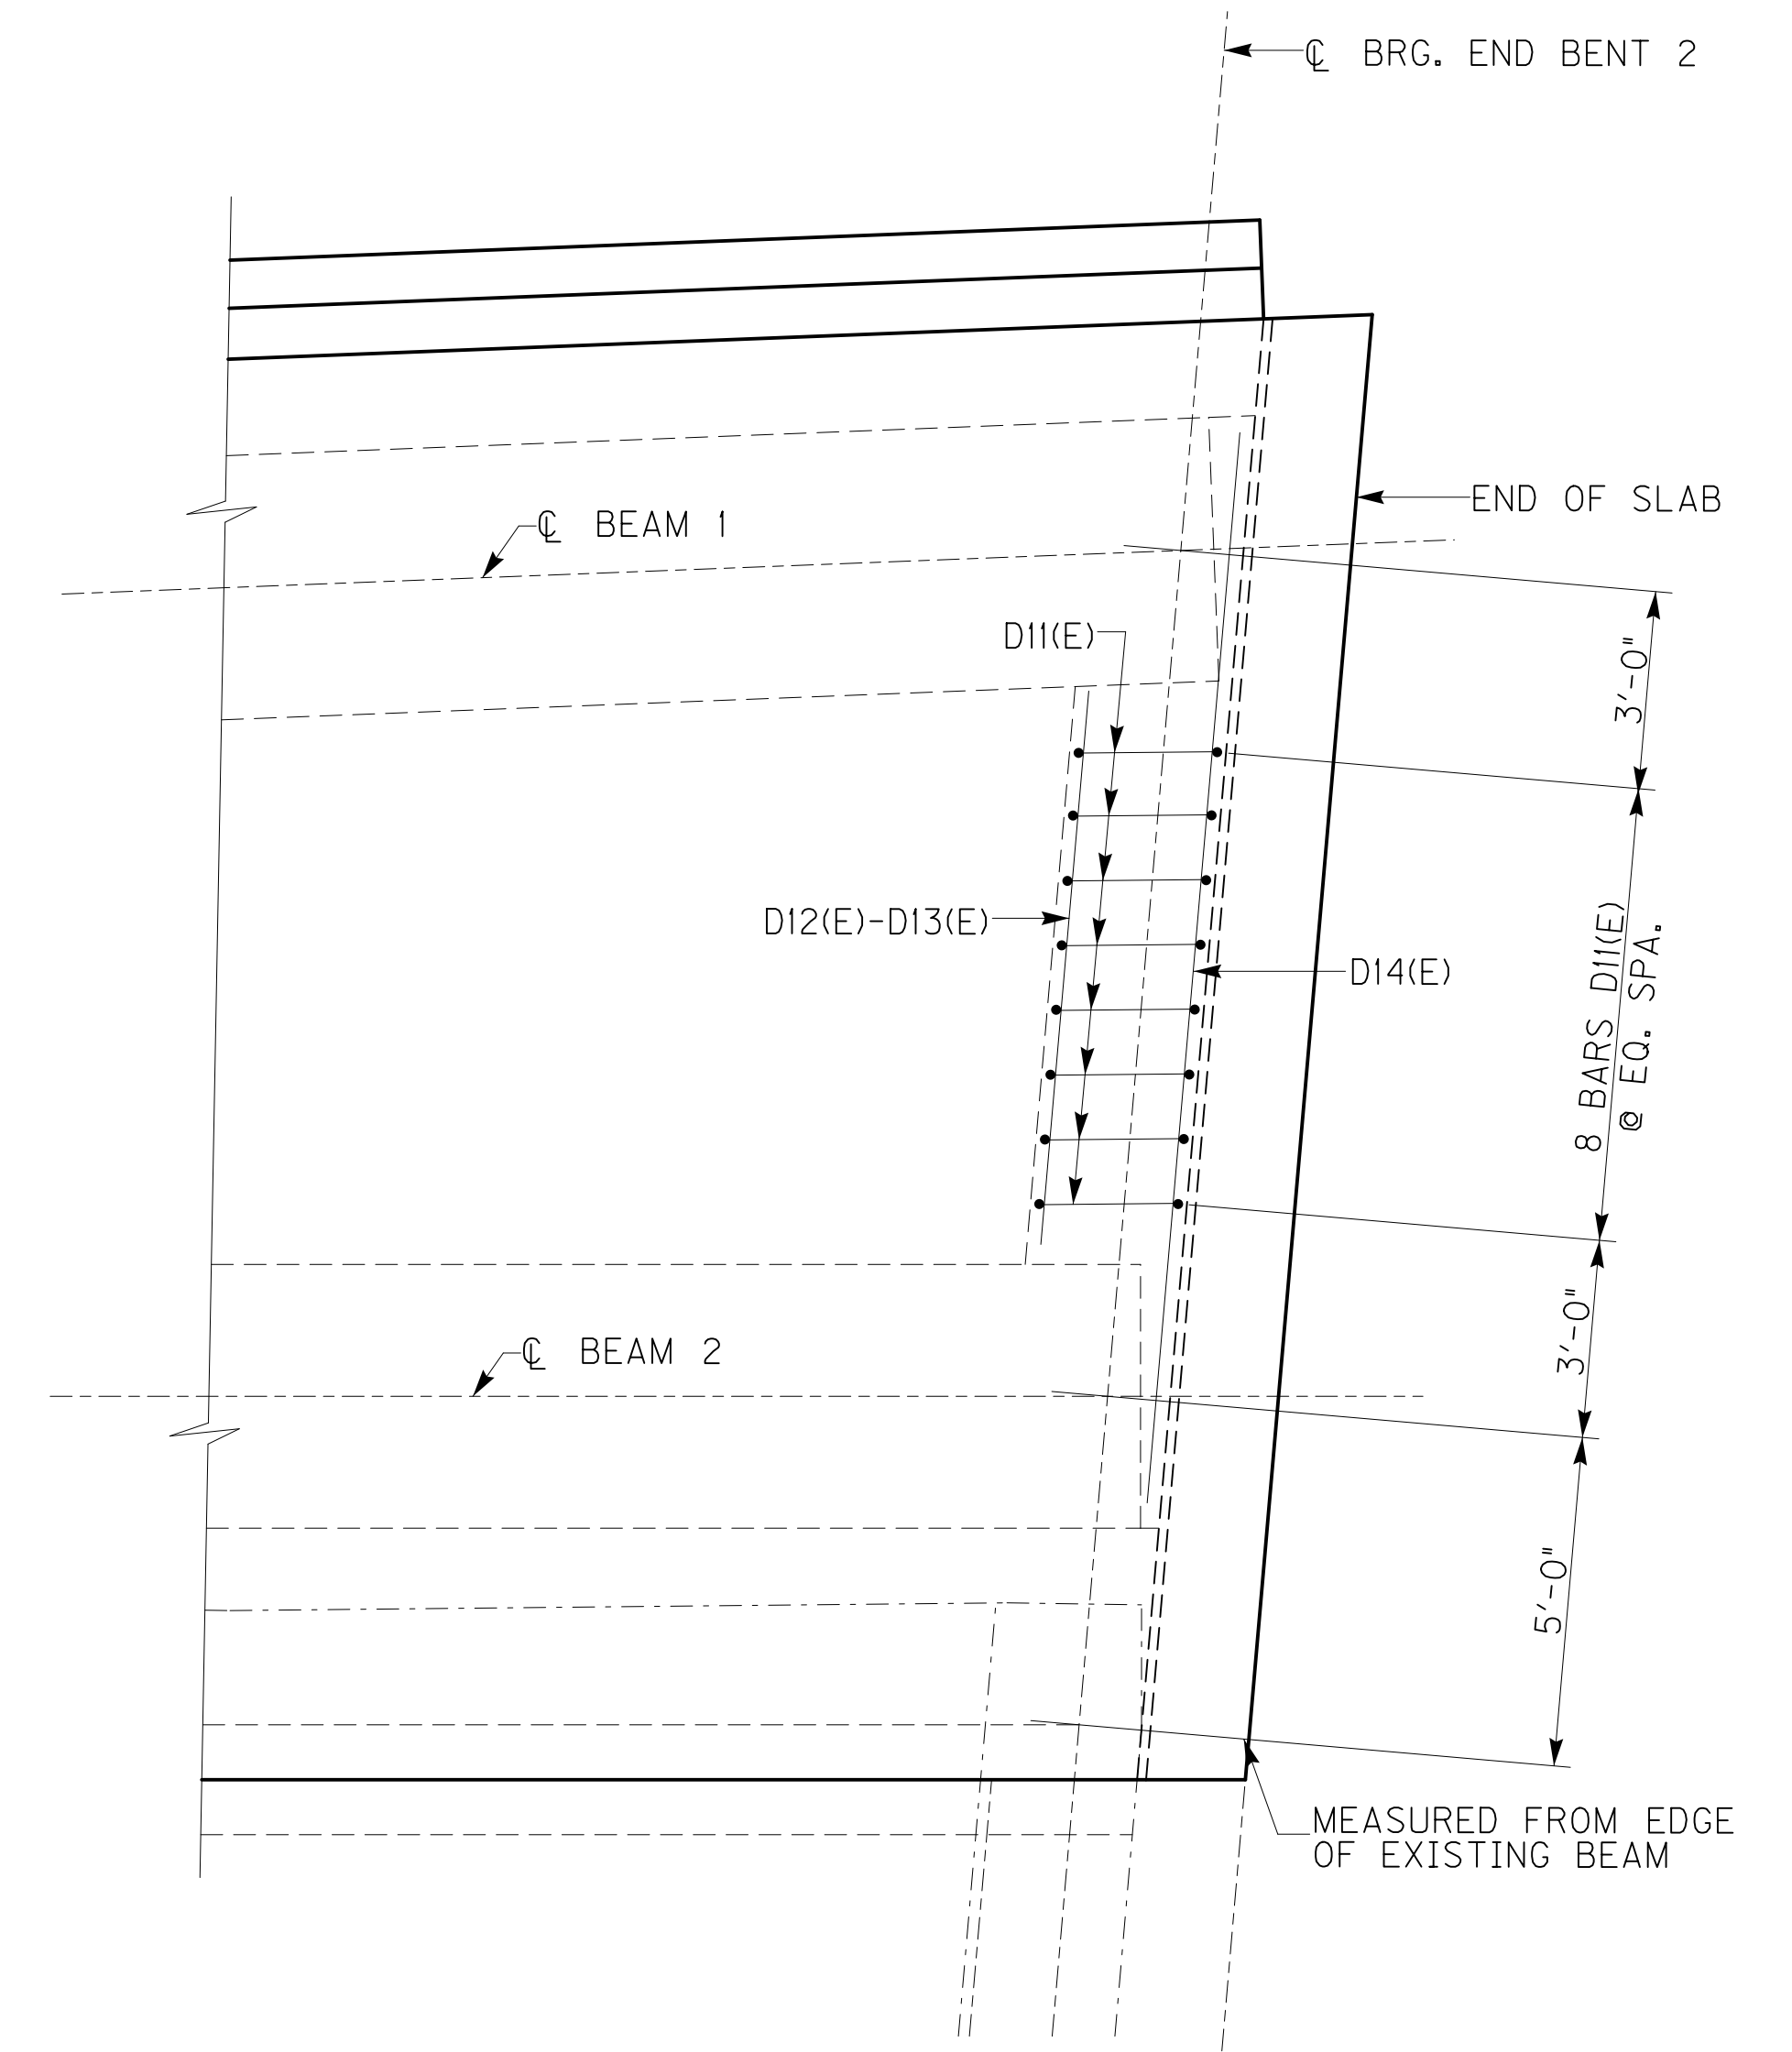 ℄ BRG. END BENT 2
END OF SLAB
℄ BEAM 1
D11(E)
3'-0"
D12(E)-D13(E)
D14(E)
8 BARS D11(E)
@ EQ. SPA.
3'-0"
℄ BEAM 2
5'-0"
MEASURED FROM EDGE
OF EXISTING BEAM